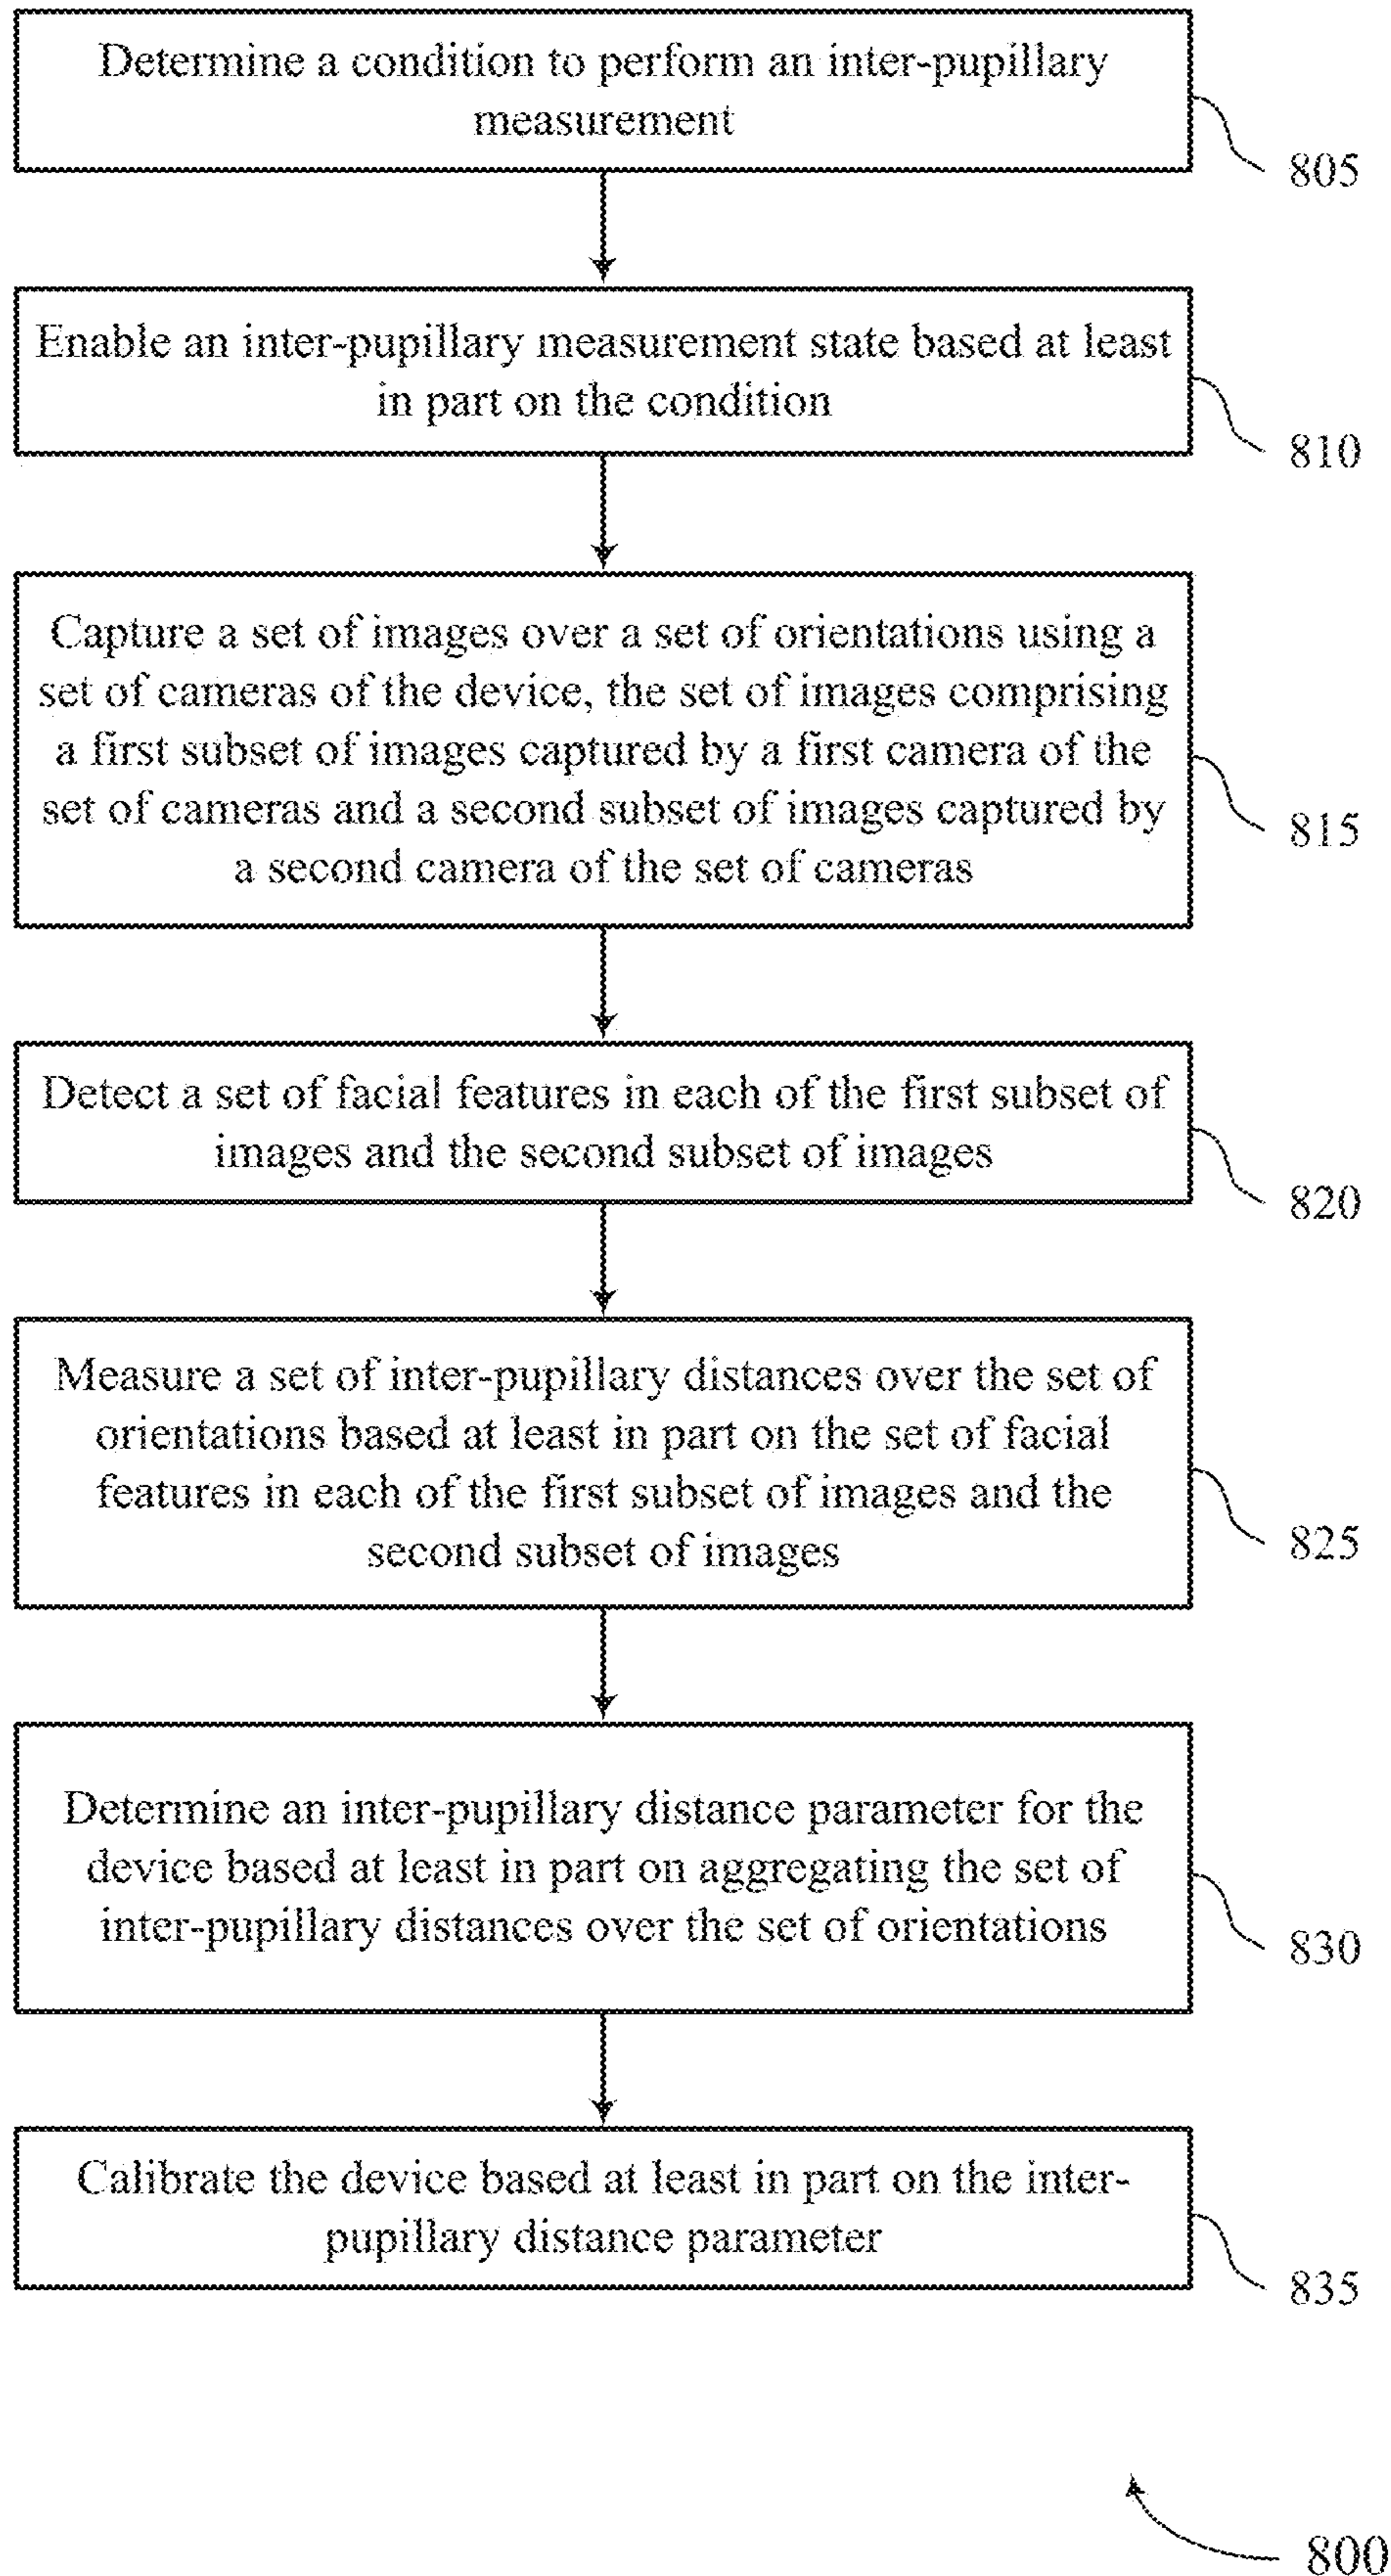 Determine a condition to perform an inter-pupillary
measurement
805
Enable an inter-pupillary measurement state based at least
in part on the condition
810
Capture a set of images over a set of orientations using a
set of cameras of the device, the set of images comprising
a first subset of images captured by a first camera of the
set of cameras and a second subset of images captured by
a second camera of the set of cameras
815
Detect a set of facial features in each of the first subset of
images and the second subset of images
820
Measure a set of inter-pupillary distances over the set of
orientations based at least in part on the set of facial
features in each of the first subset of images and the
second subset of images
825
Determine an inter-pupillary distance parameter for the
device based at least in part on aggregating the set of
inter-pupillary distances over the set of orientations
830
Calibrate the device based at least in part on the inter-
pupillary distance parameter
835
800